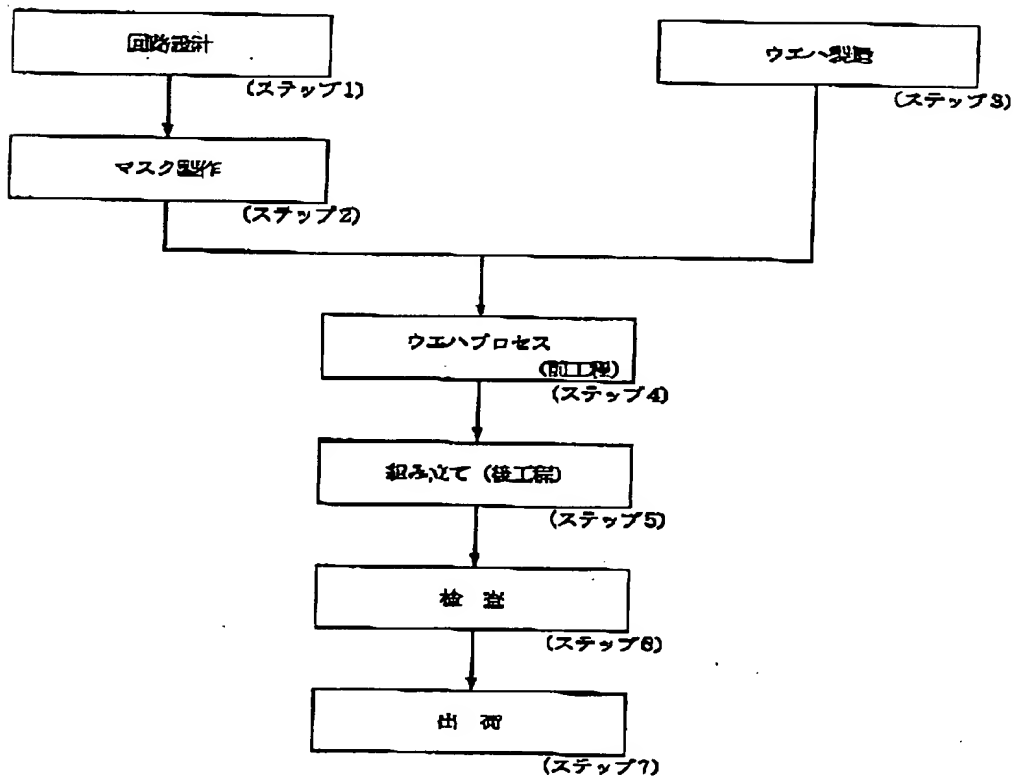 回路設計
(ステップ1)
ウエハ製造
(ステップ3)
マスク製作
(ステップ2)
ウエハプロセス
(前工程)
(ステップ4)
組み立て (後工程)
(ステップ5)
検 査
(ステップ6)
出 荷
(ステップ7)